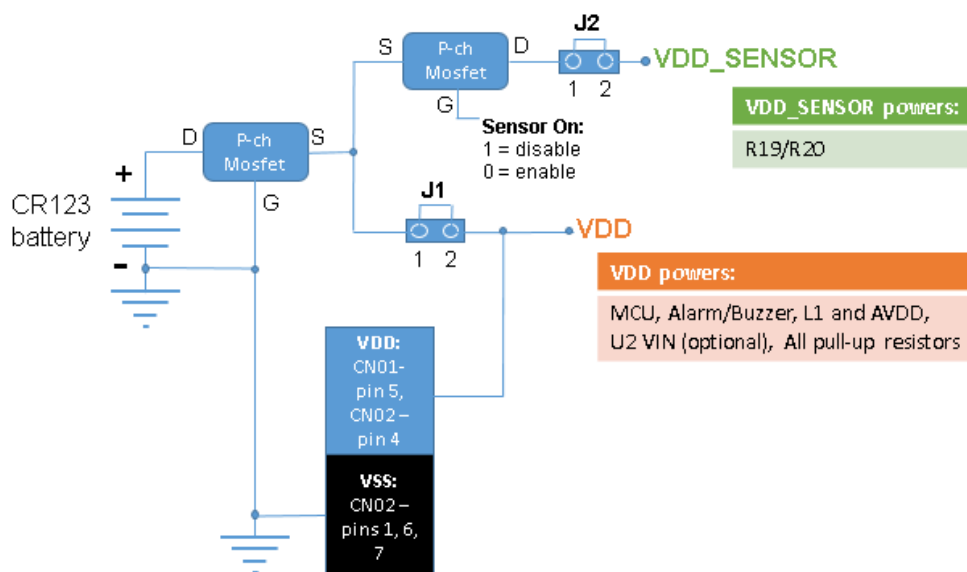 J2
S
P-ch
Mosfet
D
VDD_SENSOR
1 2
G
Sensor On:
1 = disable
0 = enable
VDD_SENSOR powers:
R19/R20
D
P-ch
Mosfet
S
G
+
CR123
battery
-
J1
1 2
VDD
VDD powers:
MCU, Alarm/Buzzer, L1 and AVDD,
U2 VIN (optional), All pull-up resistors
VDD:
CN01-
pin 5,
CN02 –
pin 4
VSS:
CN02 –
pins 1, 6,
7